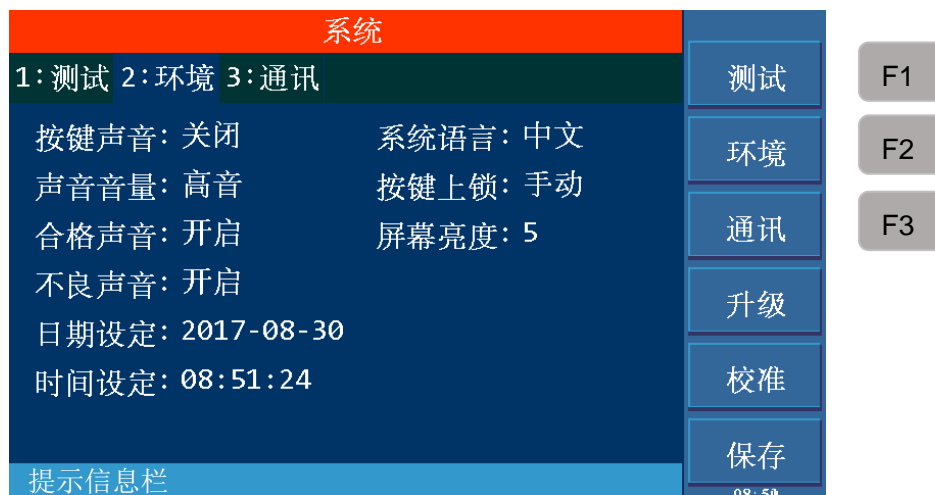 系统
1:测试 2:环境 3:通讯
按键声音: 关闭 系统语言: 中文
声音音量: 高音 按键上锁: 手动
合格声音: 开启 屏幕亮度: 5
不良声音: 开启
日期设定: 2017-08-30
时间设定: 08:51:24
提示信息栏
测试 F1
环境 F2
通讯 F3
升级
校准
保存